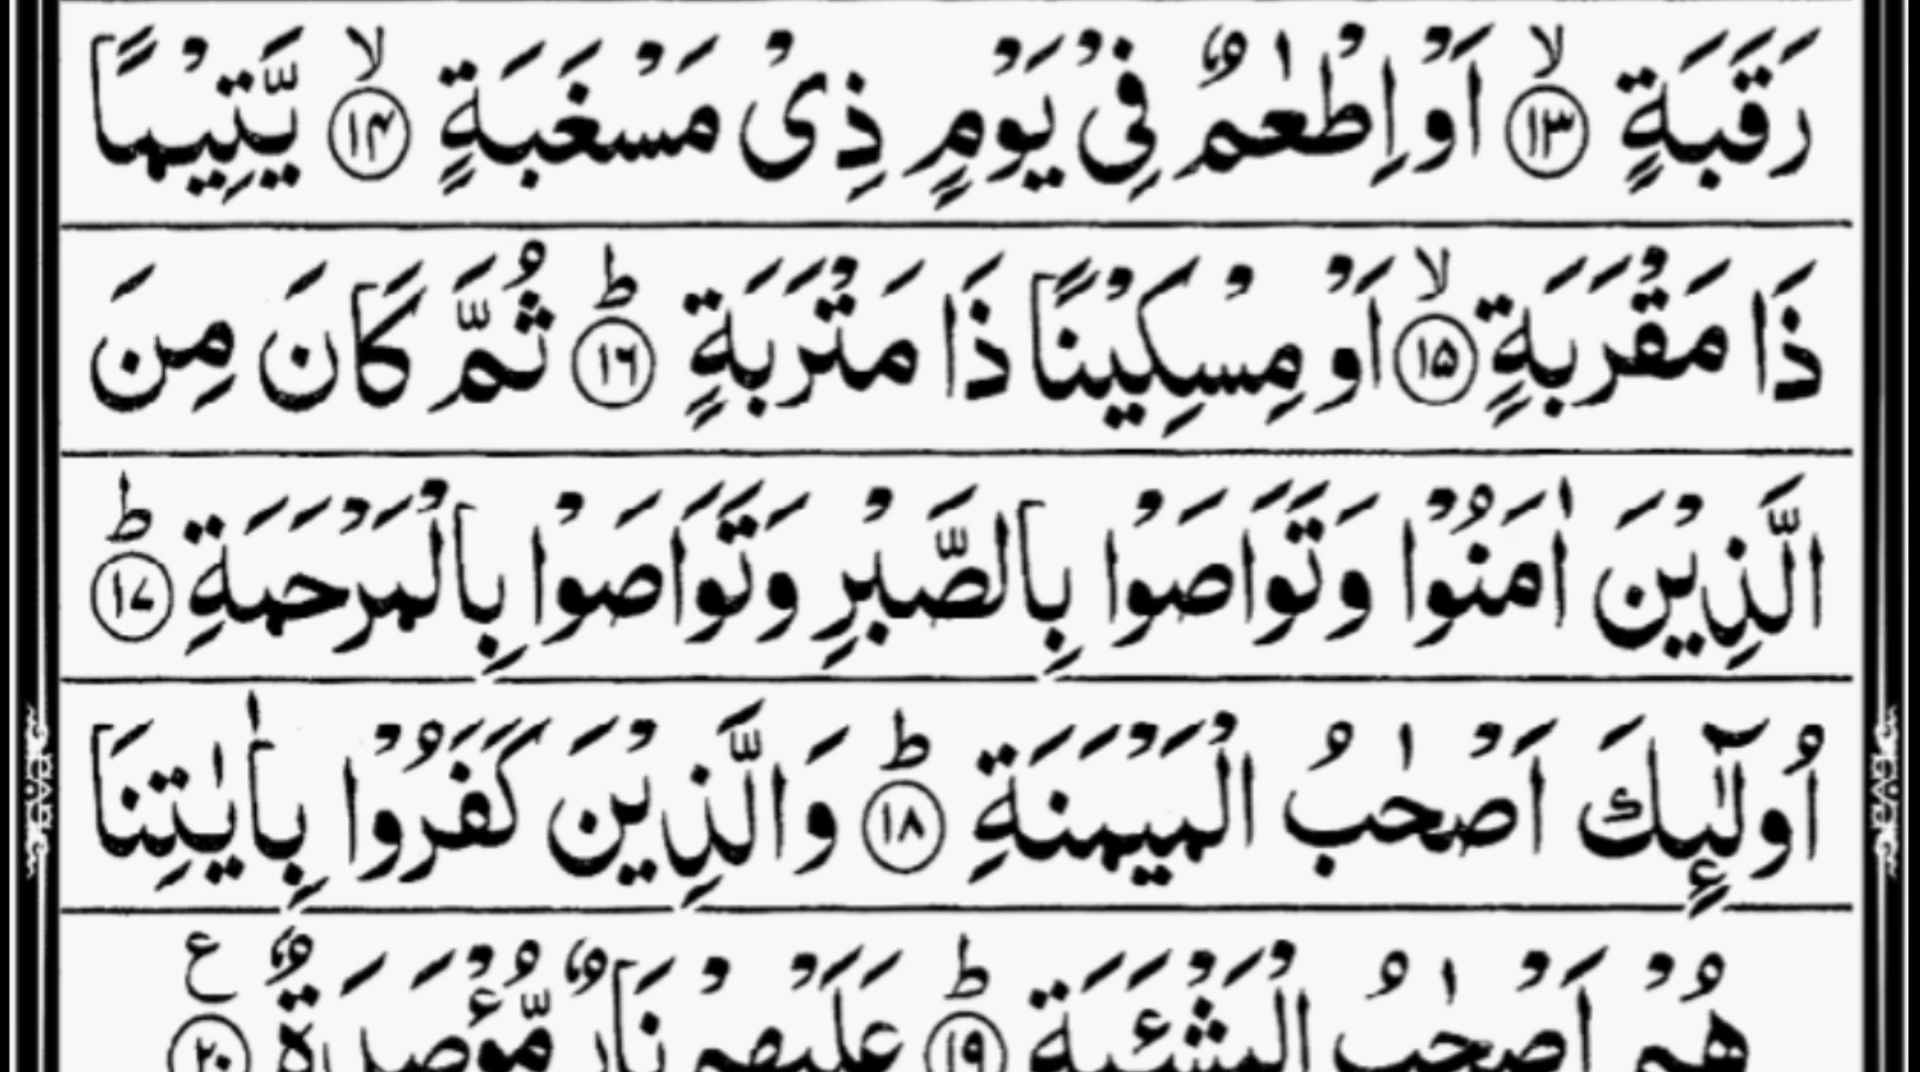 رَقَبَةٍ ۙ﴿۱۳﴾ اَوْ اِطْعٰمٌ فِیْ یَوْمٍ ذِیْ مَسْغَبَةٍ ۙ﴿۱۴﴾ یَّتِیْمًا
ذَا مَقْرَبَةٍ ۙ﴿۱۵﴾ اَوْ مِسْكِیْنًا ذَا مَتْرَبَةٍ ؕ﴿۱۶﴾ ثُمَّ كَانَ مِنَ
الَّذِیْنَ اٰمَنُوْا وَتَوَاصَوْا بِالصَّبْرِ وَتَوَاصَوْا بِالْمَرْحَمَةِ ؕ﴿۱۷﴾
اُولٰٓئِكَ اَصْحٰبُ الْمَیْمَنَةِ ؕ﴿۱۸﴾ وَالَّذِیْنَ كَفَرُوْا بِاٰیٰتِنَا
هُمْ اَصْحٰبُ الْمَشْـَٔمَةِ ؕ﴿۱۹﴾ عَلَیْهِمْ نَارٌ مُّؤْصَدَةٌ ﴿۲۰﴾ ع